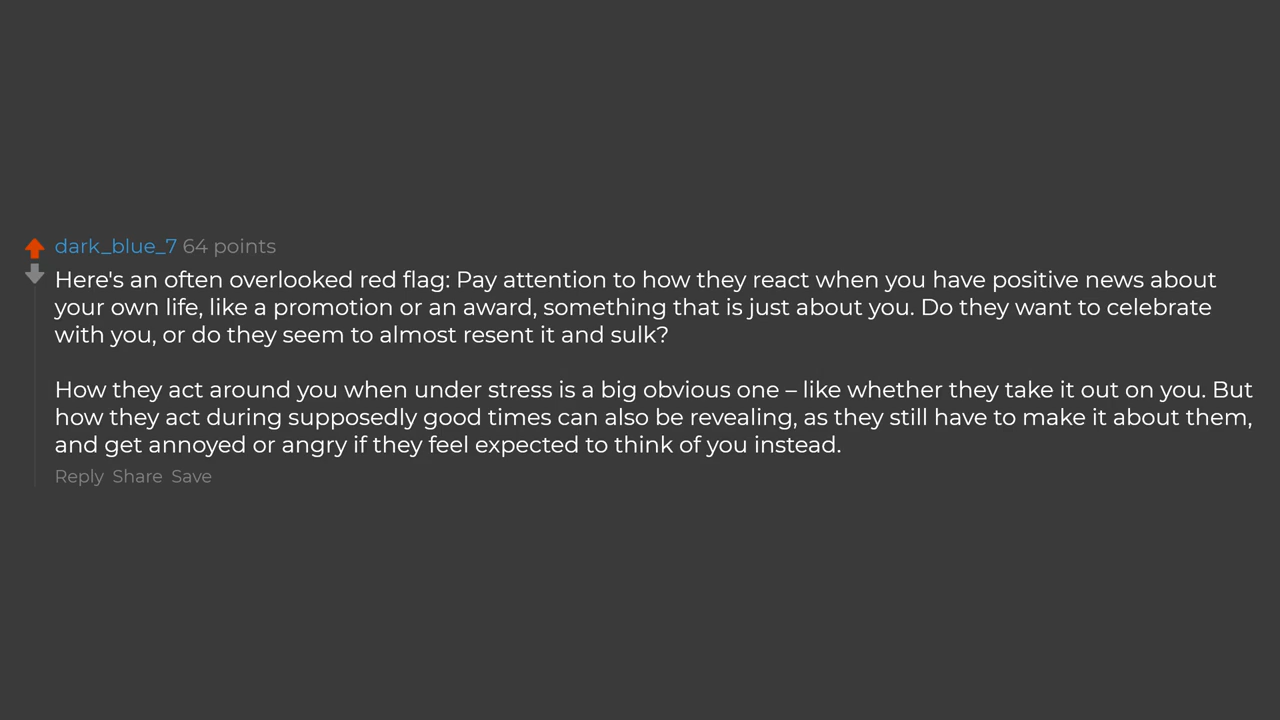 dark_blue_7 64 points
Here's an often overlooked red flag: Pay attention to how they react when you have positive news about
your own life, like a promotion or an award, something that is just about you. Do they want to celebrate
with you, or do they seem to almost resent it and sulk?
How they act around you when under stress is a big obvious one – like whether they take it out on you. But
how they act during supposedly good times can also be revealing, as they still have to make it about them,
and get annoyed or angry if they feel expected to think of you instead.
Reply Share Save